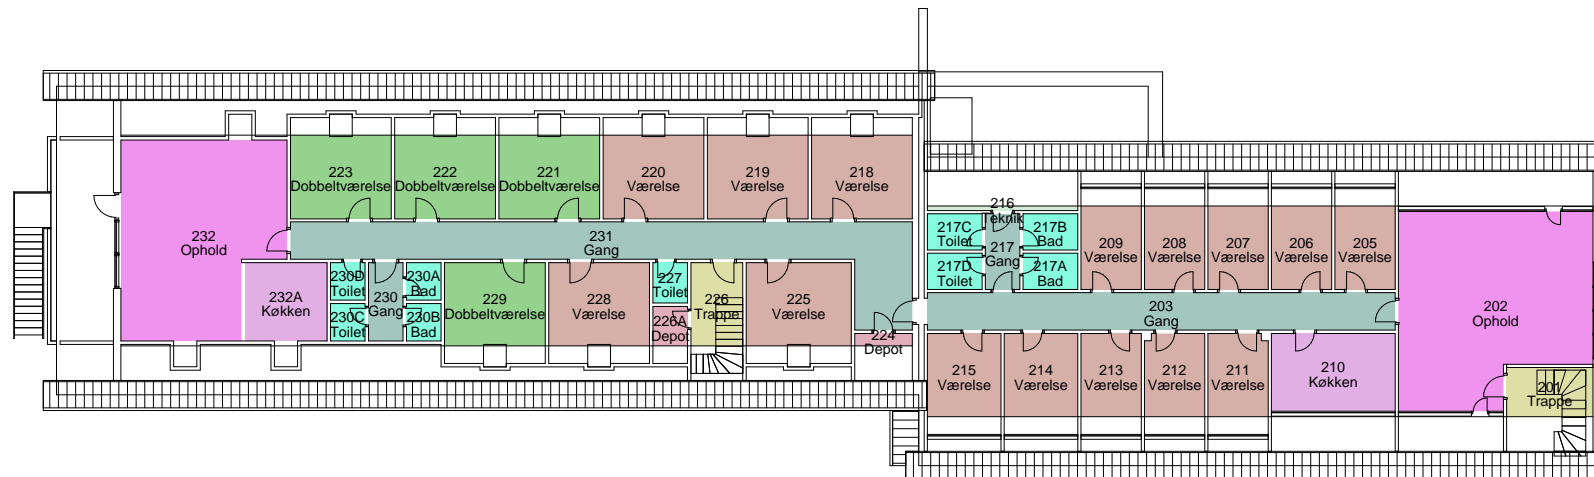 223
Dobbeltværelse
222
Dobbeltværelse
221
Dobbeltværelse
220
Værelse
219
Værelse
218
Værelse
216
Teknik
217C
Toilet
217B
Bad
217
Gang
217D
Toilet
217A
Bad
209
Værelse
208
Værelse
207
Værelse
206
Værelse
205
Værelse
232
Ophold
231
Gang
230D
Toilet
230A
Bad
230
Gang
230C
Toilet
230B
Bad
232A
Køkken
229
Dobbeltværelse
228
Værelse
227
Toilet
226A
Depot
226
Trappe
225
Værelse
224
Depot
203
Gang
202
Ophold
215
Værelse
214
Værelse
213
Værelse
212
Værelse
211
Værelse
210
Køkken
201
Trappe